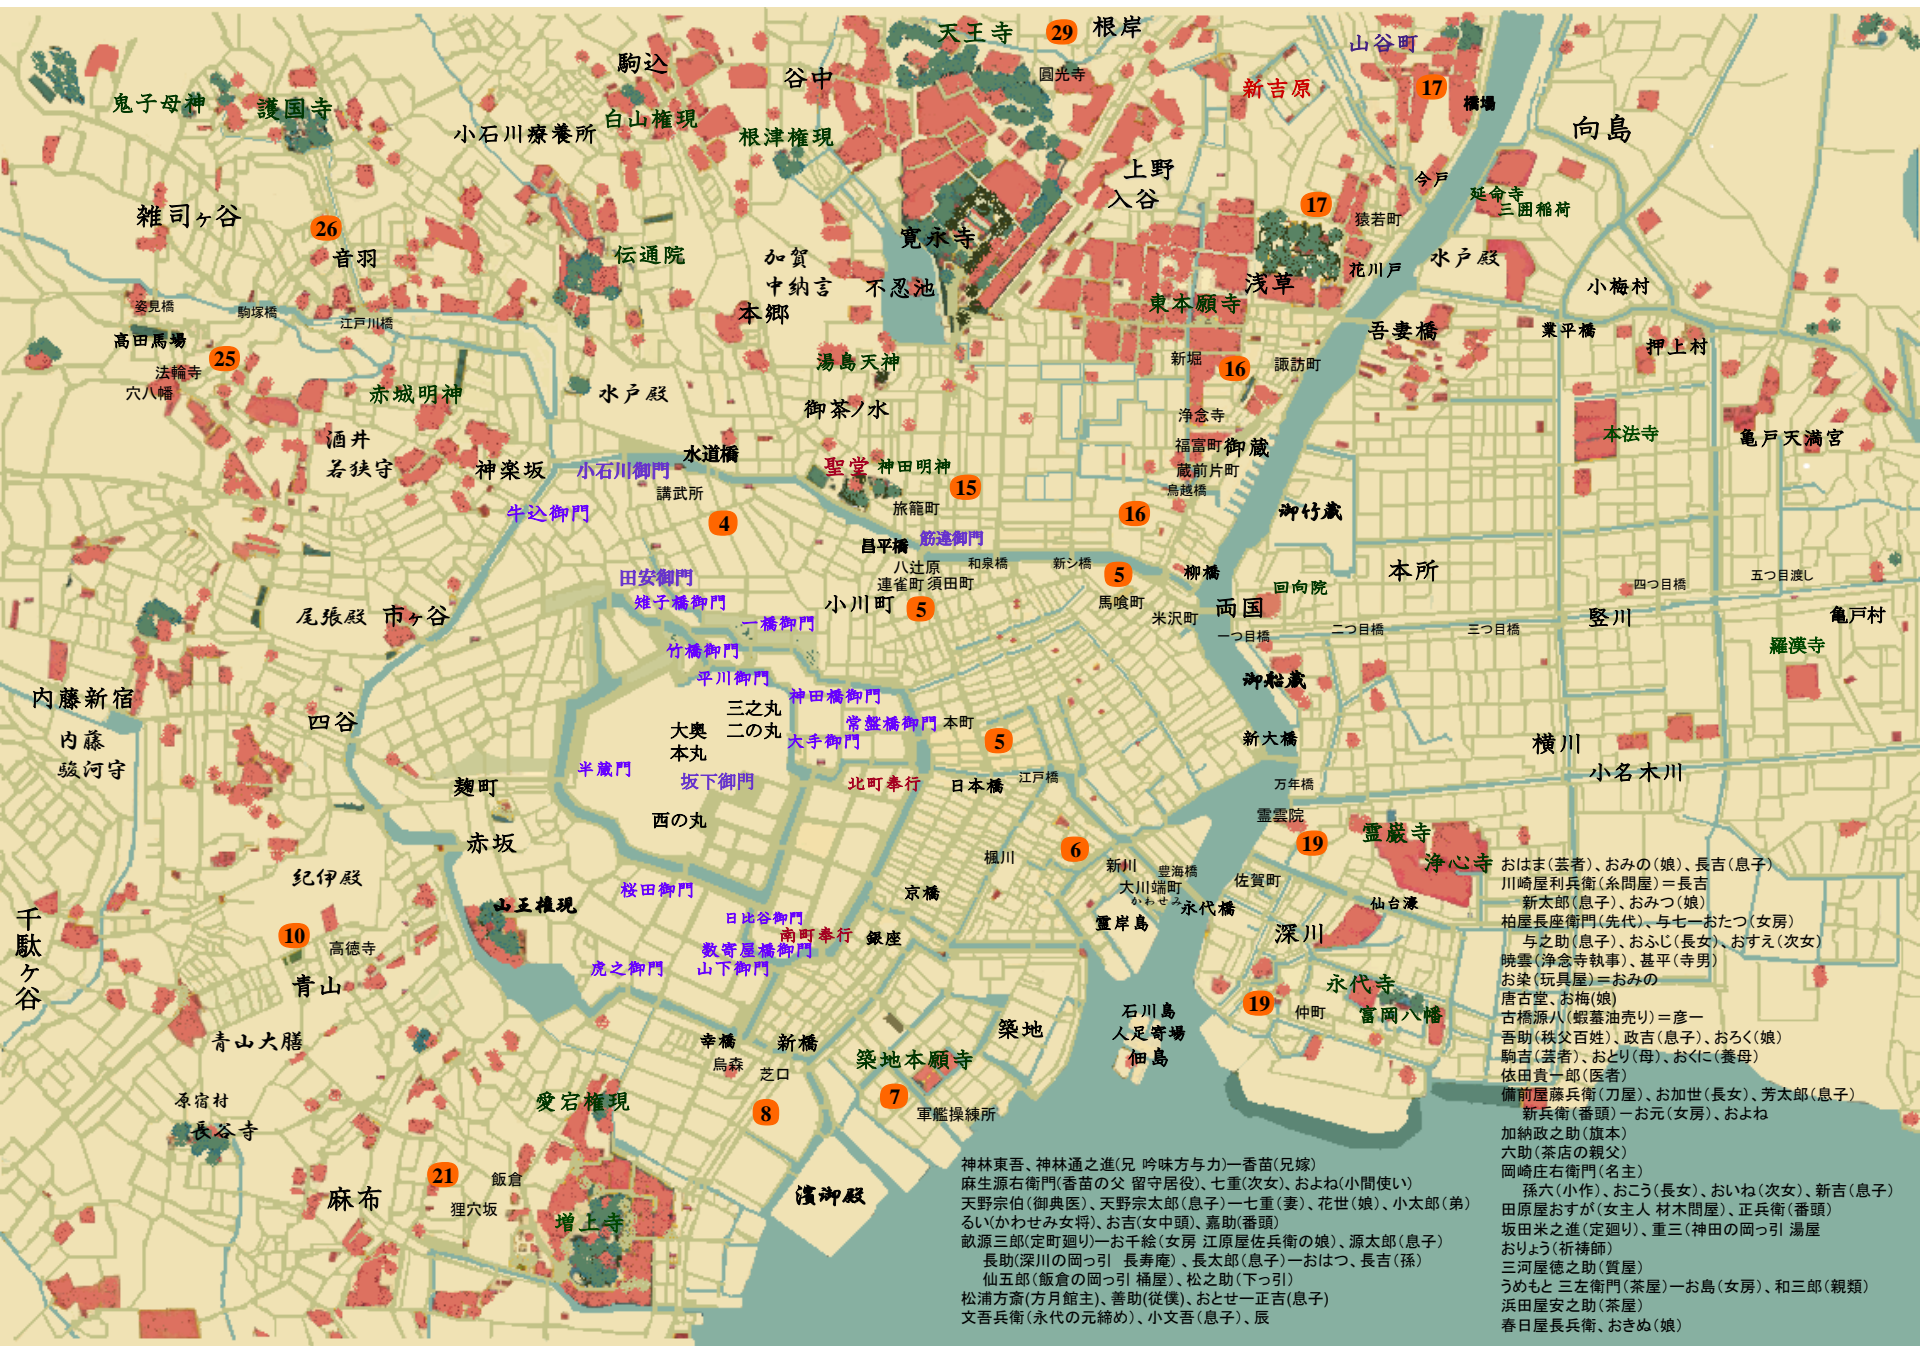 天王寺
29
根岸
圓光寺
山谷町
駒込
谷中
新吉原
17
橋場
鬼子母神
護国寺
小石川療養所
白山権現
根津権現
向島
上野
入谷
今戸
延命寺
三囲稲荷
雑司ヶ谷
26
音羽
伝通院
加賀
中納言
本郷
寛永寺
不忍池
17
猿若町
浅草
花川戸
水戸殿
東本願寺
小梅村
姿見橋
駒塚橋
江戸川橋
高田馬場
25
法輪寺
穴八幡
赤城明神
水戸殿
湯島天神
御茶ノ水
新堀
16
諏訪町
吾妻橋
業平橋
押上村
浄念寺
福富町
御蔵
蔵前片町
鳥越橋
本法寺
亀戸天満宮
酒井
若狭守
神楽坂
小石川御門
水道橋
講武所
聖堂
神田明神
15
旅籠町
牛込御門
4
昌平橋
筋違御門
16
御竹蔵
八辻原
和泉橋
新シ橋
5
柳橋
本所
連雀町
須田町
馬喰町
米沢町
両国
回向院
四つ目橋
五つ目渡し
田安御門
雉子橋御門
一橋御門
小川町
5
一つ目橋
二つ目橋
三つ目橋
竪川
亀戸村
尾張殿
市ヶ谷
竹橋御門
平川御門
神田橋御門
羅漢寺
御船蔵
内藤新宿
内藤
駿河守
四谷
三之丸
二の丸
大奥
本丸
常盤橋御門
大手御門
本町
5
新大橋
横川
小名木川
半蔵門
坂下御門
北町奉行
日本橋
江戸橋
万年橋
麹町
西の丸
霊雲院
赤坂
楓川
6
新川
豊海橋
19
霊巌寺
浄心寺
紀伊殿
桜田御門
京橋
大川端町
かわせみ
永代橋
佐賀町
仙台濠
山王権現
日比谷御門
南町奉行
銀座
霊岸島
深川
千駄ヶ谷
10
高徳寺
数寄屋橋御門
虎之御門
山下御門
青山
永代寺
19
仲町
富岡八幡
石川島
人足寄場
佃島
青山大膳
幸橋
新橋
築地
烏森
芝口
築地本願寺
原宿村
長谷寺
愛宕権現
8
7
軍艦操練所
21
飯倉
麻布
狸穴坂
増上寺
濱御殿
神林東吾、神林通之進(兄 吟味方与力)ー香苗(兄嫁)
麻生源右衛門(香苗の父 留守居役)、七重(次女)、およね(小間使い)
天野宗伯(御典医)、天野宗太郎(息子)ー七重(妻)、花世(娘)、小太郎(弟)
るい(かわせみ女将)、お吉(女中頭)、嘉助(番頭)
畝源三郎(定町廻り)ーお千絵(女房 江原屋佐兵衛の娘)、源太郎(息子)
長助(深川の岡っ引 長寿庵)、長太郎(息子)ーおはつ、長吉(孫)
仙五郎(飯倉の岡っ引 桶屋)、松之助(下っ引)
松浦方斎(方月館主)、善助(従僕)、おとせー正吉(息子)
文吾兵衛(永代の元締め)、小文吾(息子)、辰
おはま(芸者)、おみの(娘)、長吉(息子)
川崎屋利兵衛(糸問屋)=長吉
新太郎(息子)、おみつ(娘)
柏屋長座衛門(先代)、与七ーおたつ(女房)
与之助(息子)、おふじ(長女)、おすえ(次女)
暁雲(浄念寺執事)、甚平(寺男)
お染(玩具屋)=おみの
唐古堂、お梅(娘)
古橋源八(蝦蟇油売り)=彦一
吾助(秩父百姓)、政吉(息子)、おろく(娘)
駒吉(芸者)、おとり(母)、おくに(養母)
依田貴一郎(医者)
備前屋藤兵衛(刀屋)、お加世(長女)、芳太郎(息子)
新兵衛(番頭)ーお元(女房)、およね
加納政之助(旗本)
六助(茶店の親父)
岡崎庄右衛門(名主)
孫六(小作)、おこう(長女)、おいね(次女)、新吉(息子)
田原屋おすが(女主人 材木問屋)、正兵衛(番頭)
坂田米之進(定廻り)、重三(神田の岡っ引 湯屋
おりょう(祈祷師)
三河屋徳之助(質屋)
うめもと 三左衛門(茶屋)ーお島(女房)、和三郎(親類)
浜田屋安之助(茶屋)
春日屋長兵衛、おきぬ(娘)